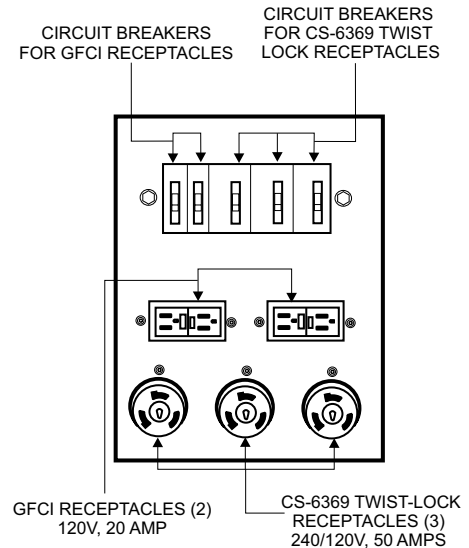 CIRCUIT BREAKERS
FOR GFCI RECEPTACLES
CIRCUIT BREAKERS
FOR CS-6369 TWIST
LOCK RECEPTACLES
GFCI RECEPTACLES (2)
120V, 20 AMP
CS-6369 TWIST-LOCK
RECEPTACLES (3)
240/120V, 50 AMPS